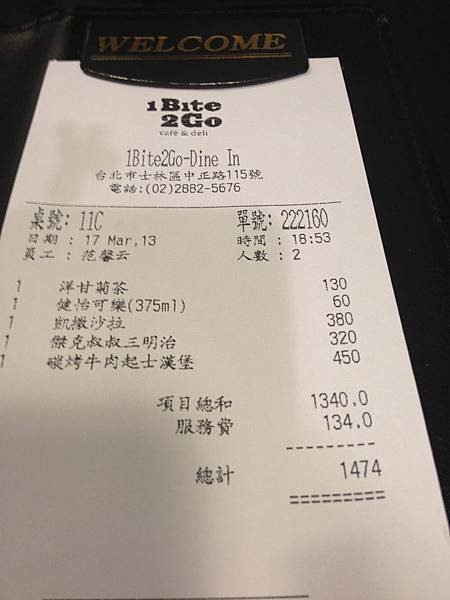 WELCOME
1Bite
2Go
café & deli
1Bite2Go-Dine In
台北市士林區中正路115號
電話:(02)2882-5676
桌號: 11C 單號: 222160
日期 : 17 Mar,13 時間 : 18:53
員工 : 范馨云 人數 : 2
1 洋甘菊茶 130
1 健怡可樂(375ml) 60
1 凱撒沙拉 380
1 傑克叔叔三明治 320
1 碳烤牛肉起士漢堡 450
項目總和 1340.0
服務費 134.0
---------
總計 1474
=========